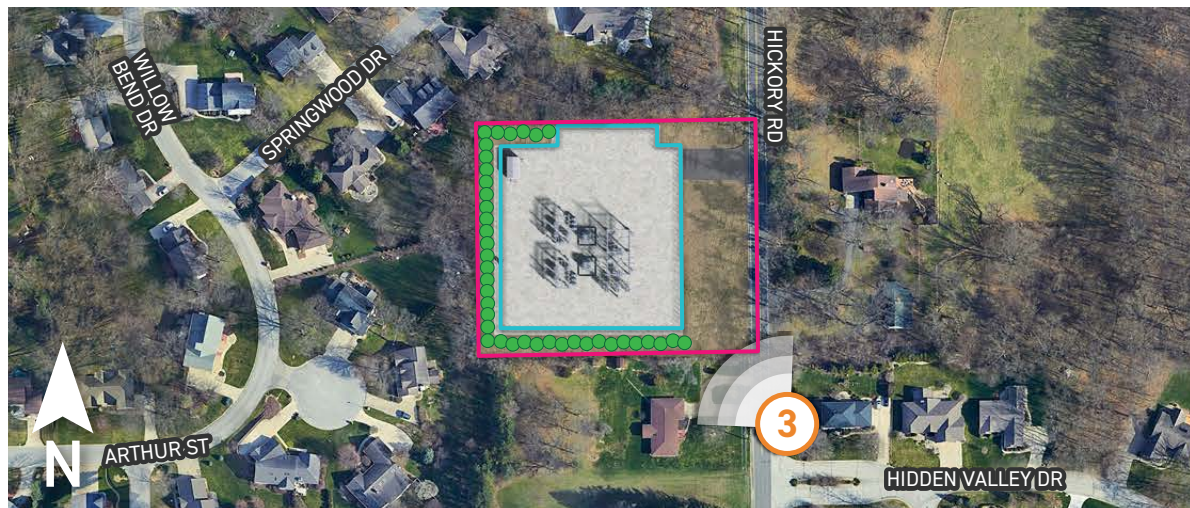 WILLOW
BEND DR
SPRINGWOOD DR
HICKORY RD
3
N
ARTHUR ST
HIDDEN VALLEY DR